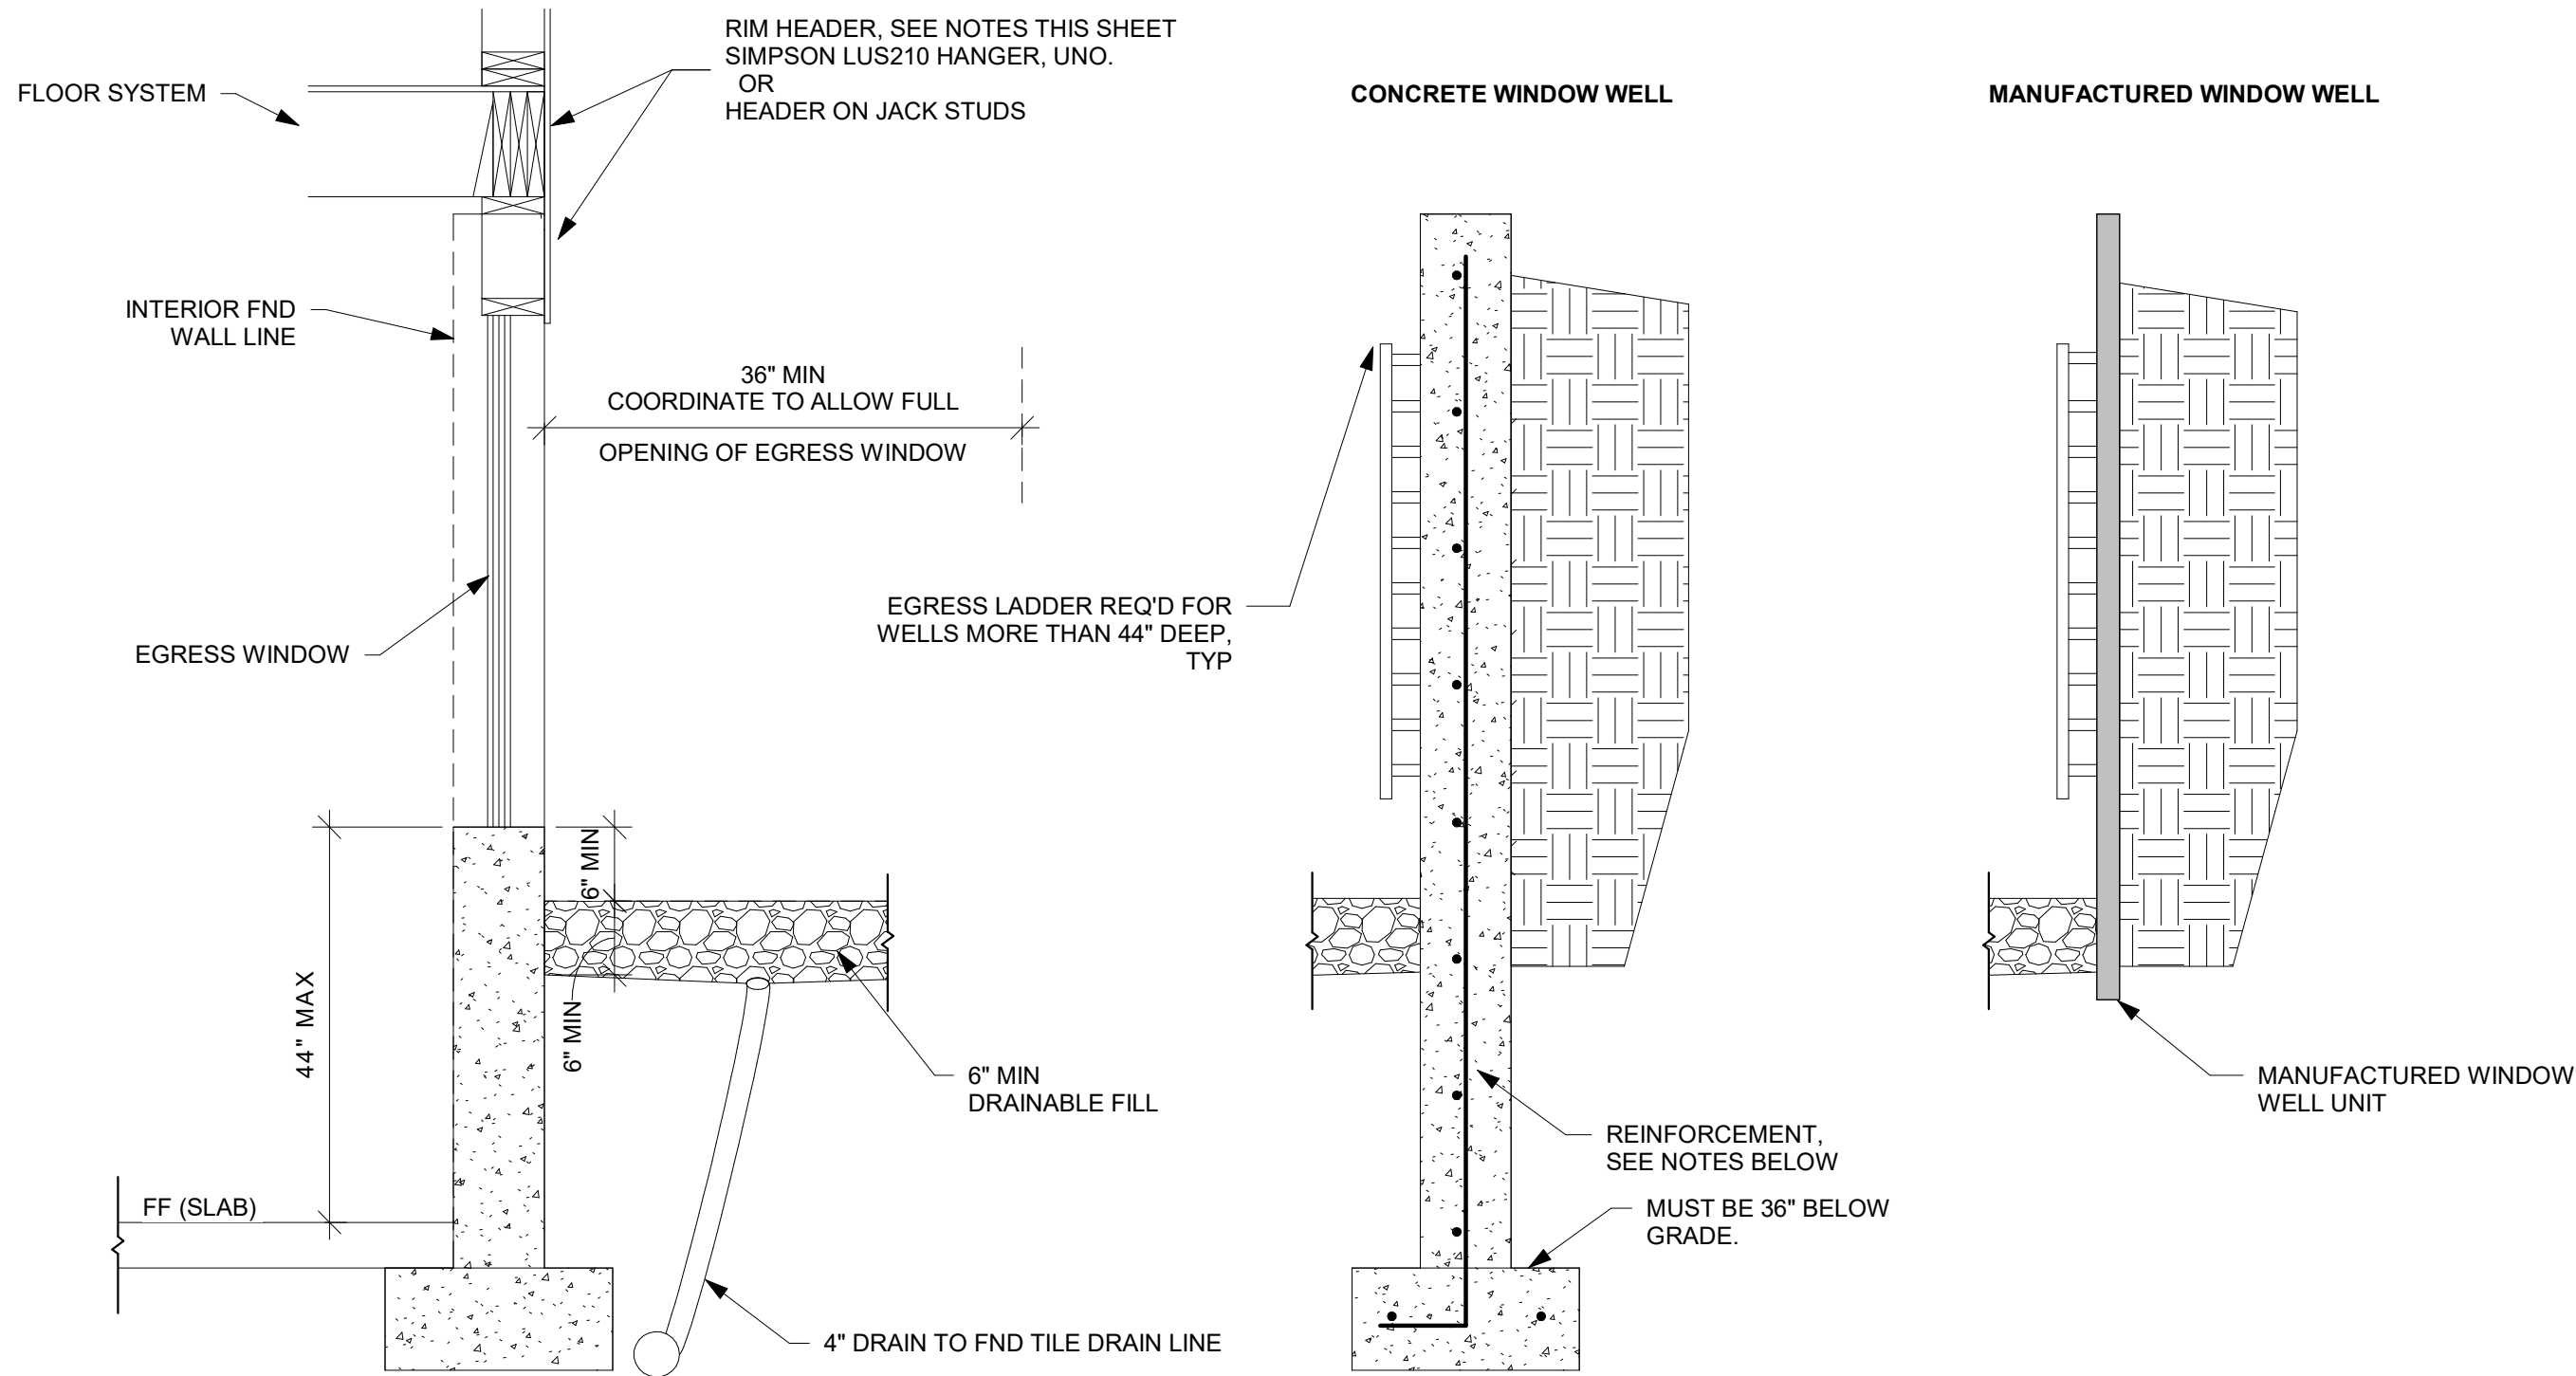 RIM HEADER, SEE NOTES THIS SHEET
SIMPSON LUS210 HANGER, UNO.
OR
HEADER ON JACK STUDS
FLOOR SYSTEM
CONCRETE WINDOW WELL
MANUFACTURED WINDOW WELL
INTERIOR FND
WALL LINE
36" MIN
COORDINATE TO ALLOW FULL
OPENING OF EGRESS WINDOW
EGRESS LADDER REQ'D FOR
WELLS MORE THAN 44" DEEP,
TYP
EGRESS WINDOW
6" MIN
44" MAX
6" MIN
6" MIN
DRAINABLE FILL
MANUFACTURED WINDOW
WELL UNIT
REINFORCEMENT,
SEE NOTES BELOW
FF (SLAB)
MUST BE 36" BELOW
GRADE.
4" DRAIN TO FND TILE DRAIN LINE